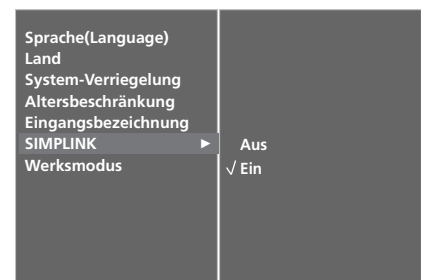 Sprache(Language)
Land
System-Verriegelung
Altersbeschränkung
Eingangsbezeichnung
SIMPLINK ►
Werksmodus
Aus
√ Ein